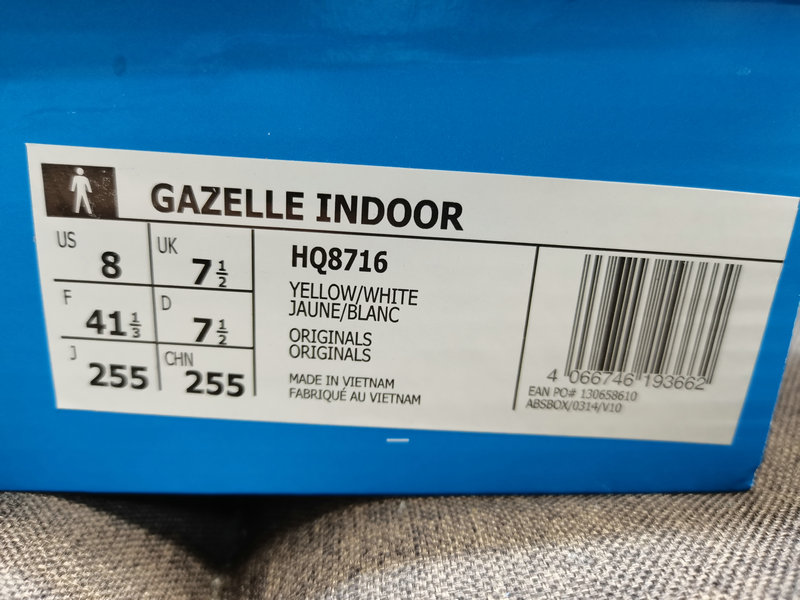 GAZELLE INDOOR
US 8 UK 7 1/2
F 41 1/3 D 7 1/2
J 255 CHN 255
HQ8716
YELLOW/WHITE
JAUNE/BLANC
ORIGINALS
ORIGINALS
MADE IN VIETNAM
FABRIQUÉ AU VIETNAM
4 066746 193662
EAN PO# 130658610
ABSBOX/0314/V10